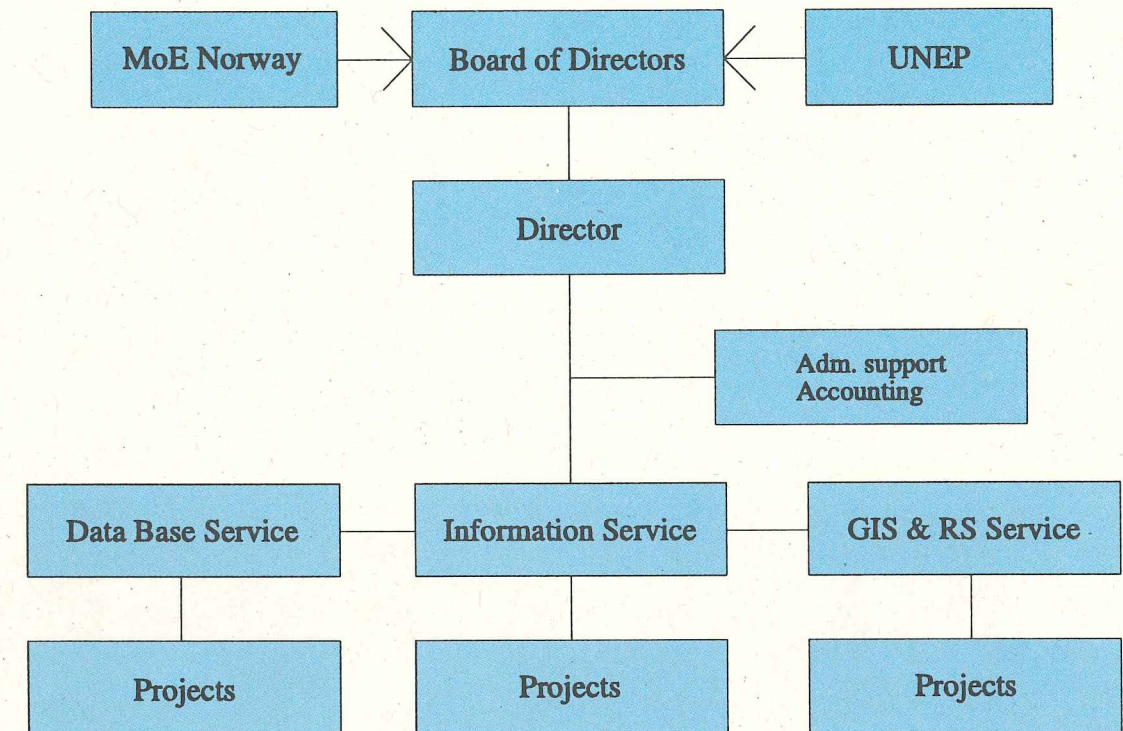 MoE Norway
Board of Directors
UNEP
Director
Adm. support
Accounting
Data Base Service
Information Service
GIS & RS Service
Projects
Projects
Projects